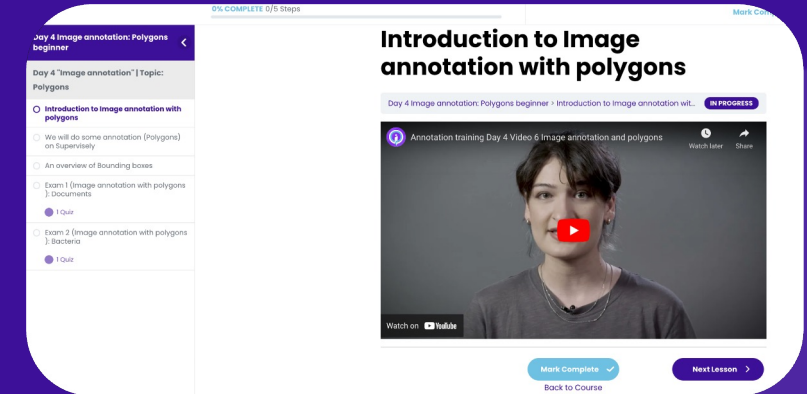 0% COMPLETE 0/5 Steps
Mark
Day 4 Image annotation: Polygons
beginner
Day 4 "Image annotation" | Topic:
Polygons
Introduction to Image annotation with
polygons
We will do some annotation (Polygons)
on Supervisely
An overview of Bounding boxes
Exam 1 (Image annotation with polygons
): Documents
1 Quiz
Exam 2 (Image annotation with polygons
): Bacteria
1 Quiz
Introduction to Image
annotation with polygons
Day 4 Image annotation: Polygons beginner > Introduction to Image annotation wit...
IN PROGRESS
Annotation training Day 4 Video 6 Image annotation and polygons
Watch later
Share
Watch on YouTube
Mark Complete
Next Lesson >
Back to Course